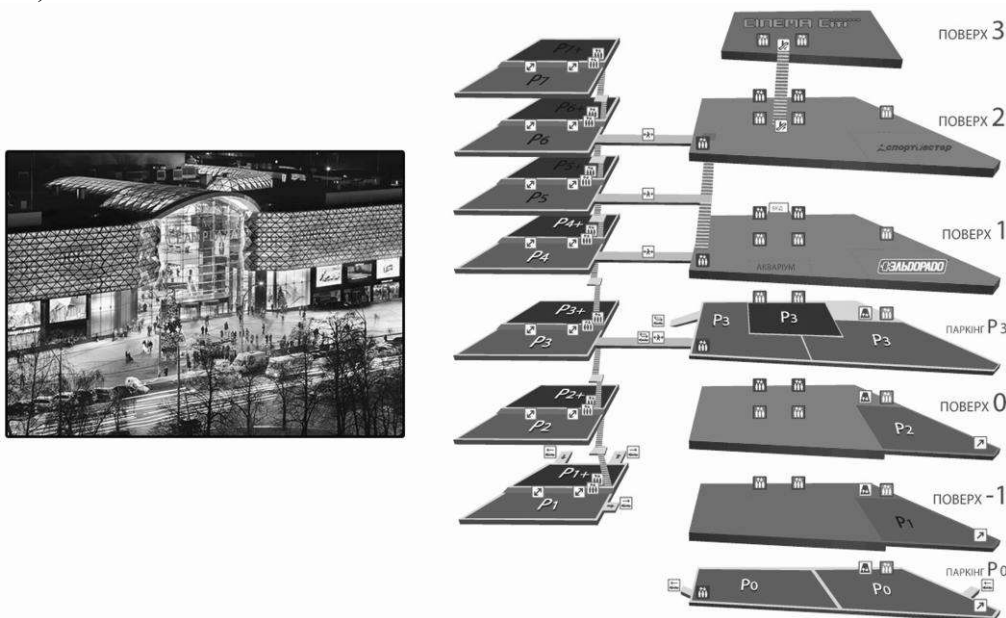 CINEMA Citi
ПОВЕРХ 3
P7+
P7
P6+
P6
ПОВЕРХ 2
спортмастер
P5+
P5
P4+
P4
ПОВЕРХ 1
АКВАРІУМ
ЭЛЬДОРАДО
P3+
P3
P3
P3
P3
ПАРКІНГ P3
P2+
P2
P2
ПОВЕРХ 0
P1+
P1
P1
ПОВЕРХ -1
P0
P0
ПАРКІНГ P0